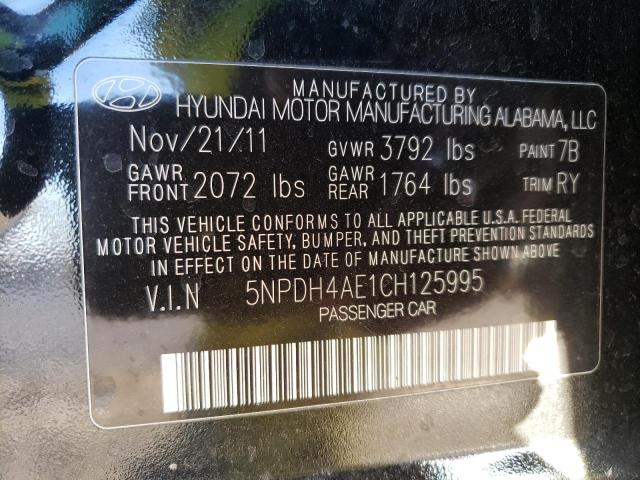 MANUFACTURED BY
HYUNDAI MOTOR MANUFACTURING ALABAMA, LLC
Nov/21/11 GVWR 3792 lbs PAINT 7B
GAWR FRONT 2072 lbs GAWR REAR 1764 lbs TRIM RY
THIS VEHICLE CONFORMS TO ALL APPLICABLE U.S.A. FEDERAL
MOTOR VEHICLE SAFETY, BUMPER, AND THEFT PREVENTION STANDARDS
IN EFFECT ON THE DATE OF MANUFACTURE SHOWN ABOVE
V.I.N 5NPDH4AE1CH125995
PASSENGER CAR